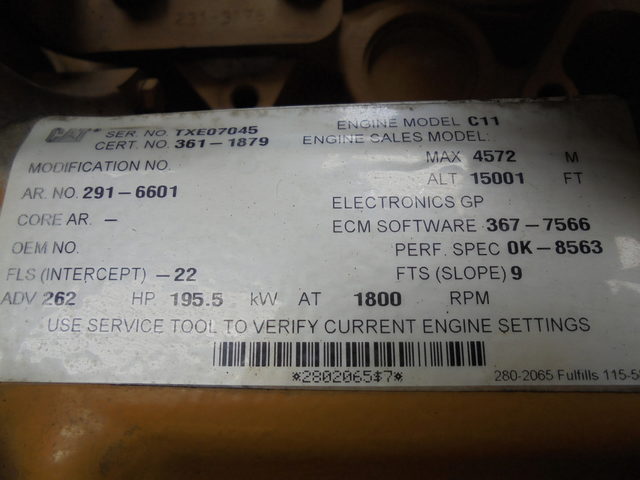 231-3178
CAT® SER. NO. TXE07045 ENGINE MODEL C11
CERT. NO. 361-1879 ENGINE SALES MODEL:
MODIFICATION NO. MAX 4572 M
AR. NO. 291-6601 ALT 15001 FT
ELECTRONICS GP
CORE AR. - ECM SOFTWARE 367-7566
OEM NO. PERF. SPEC 0K-8563
FLS (INTERCEPT) -22 FTS (SLOPE) 9
ADV 262 HP 195.5 kW AT 1800 RPM
USE SERVICE TOOL TO VERIFY CURRENT ENGINE SETTINGS
*2802065$7*
280-2065 Fulfills